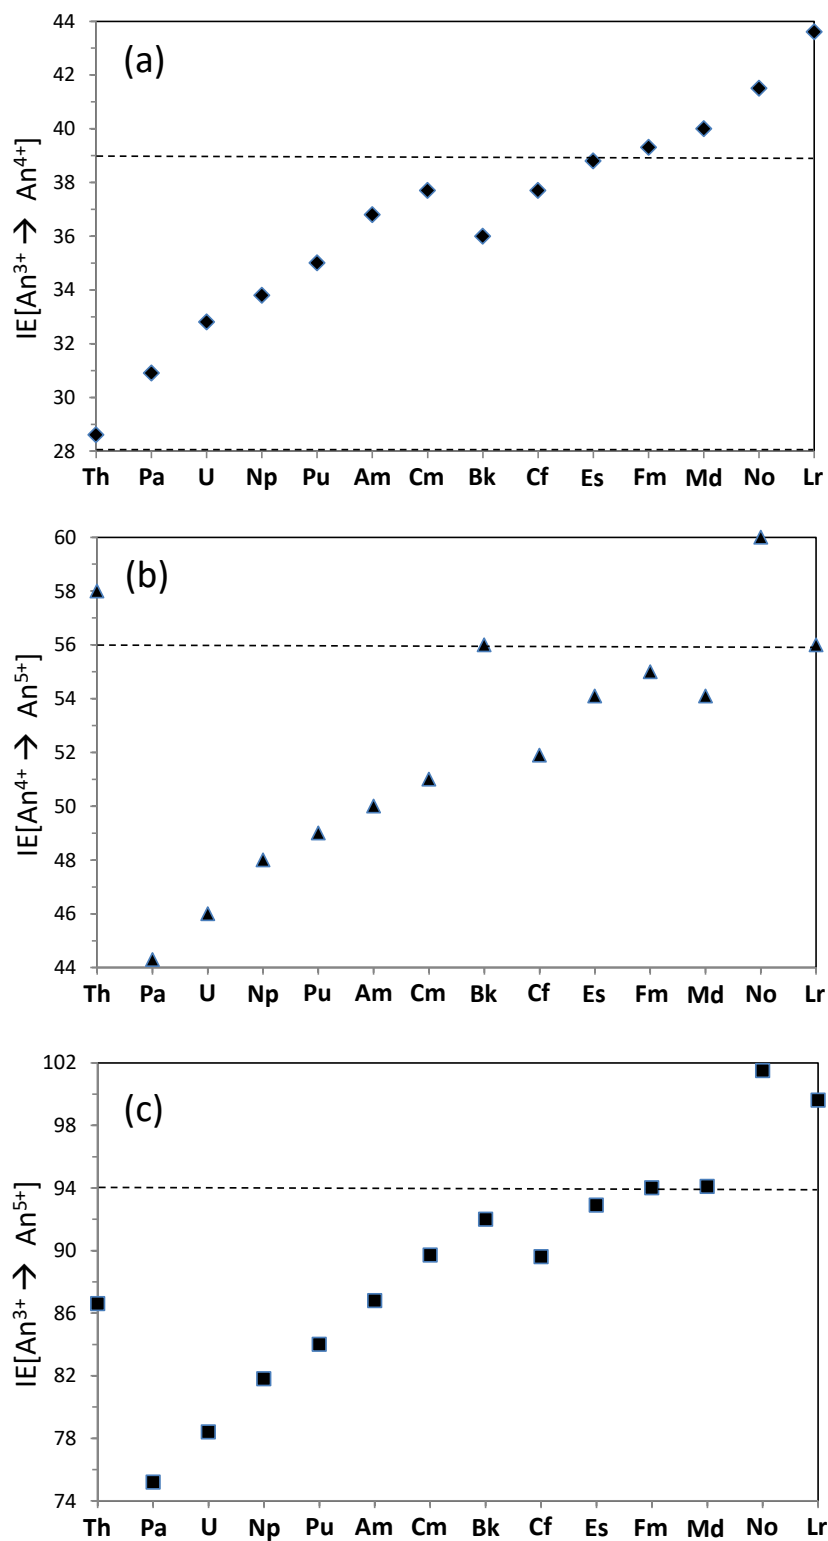 (a)
IE[An³⁺ → An⁴⁺]
44
42
40
38
36
34
32
30
28
Th Pa U Np Pu Am Cm Bk Cf Es Fm Md No Lr
(b)
IE[An⁴⁺ → An⁵⁺]
60
58
56
54
52
50
48
46
44
Th Pa U Np Pu Am Cm Bk Cf Es Fm Md No Lr
(c)
IE[An³⁺ → An⁵⁺]
102
98
94
90
86
82
78
74
Th Pa U Np Pu Am Cm Bk Cf Es Fm Md No Lr